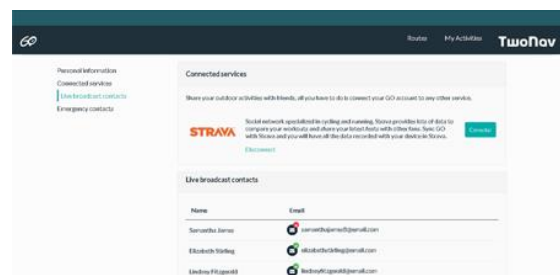 GO
Routes
My Activities
TwoNav
Personal information
Connected services
Live broadcast contacts
Emergency contacts
Connected services
Share your outdoor activities with friends, all you have to do is connect your GO account to any other service.
STRAVA
Social network specialized in cycling and running. Strava provides lots of data to
compare your workouts and share your latest feats with other fans. Sync GO
with Strava and you will have all the data recorded with your device in Strava.
Disconnect
Live broadcast contacts
Name
Email
Samantha James
Elizabeth Stirling
Lindsey Fitzgerald